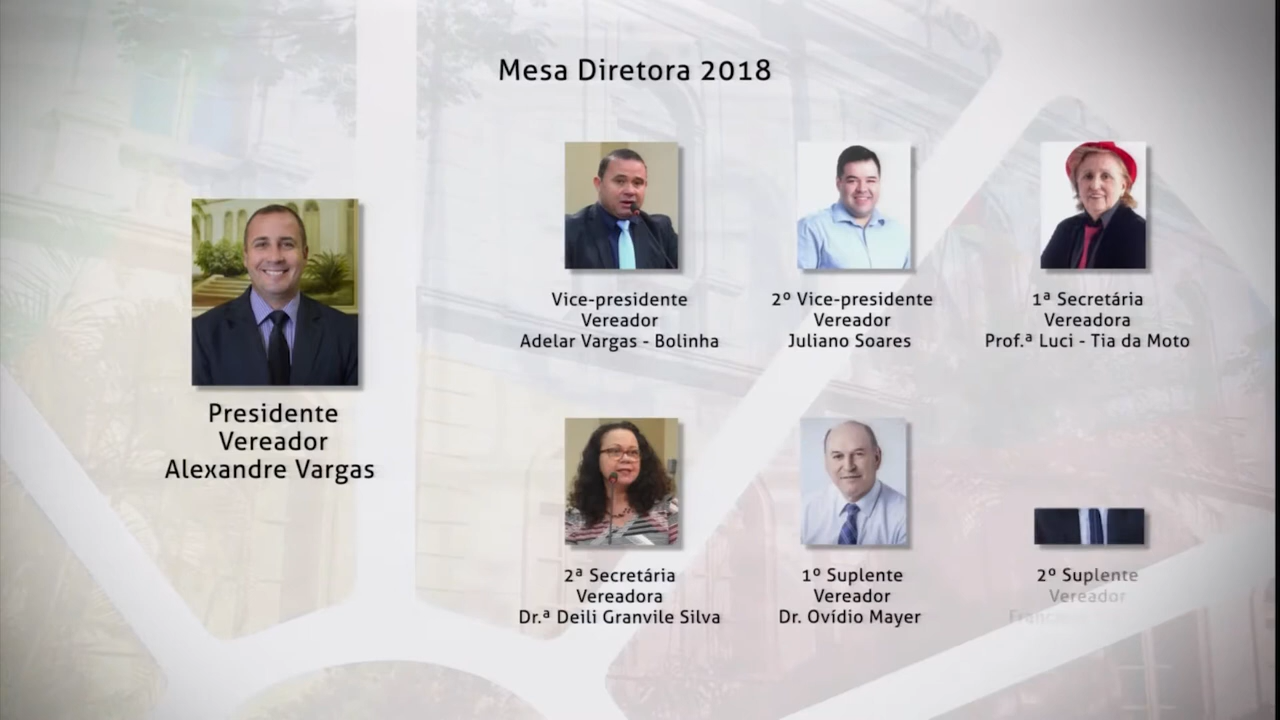 Mesa Diretora 2018
Presidente
Vereador
Alexandre Vargas
Vice-presidente
Vereador
Adelar Vargas - Bolinha
2º Vice-presidente
Vereador
Juliano Soares
1ª Secretária
Vereadora
Prof.ª Luci - Tia da Moto
2ª Secretária
Vereadora
Dr.ª Deili Granvile Silva
1º Suplente
Vereador
Dr. Ovídio Mayer
2º Suplente
Vereador